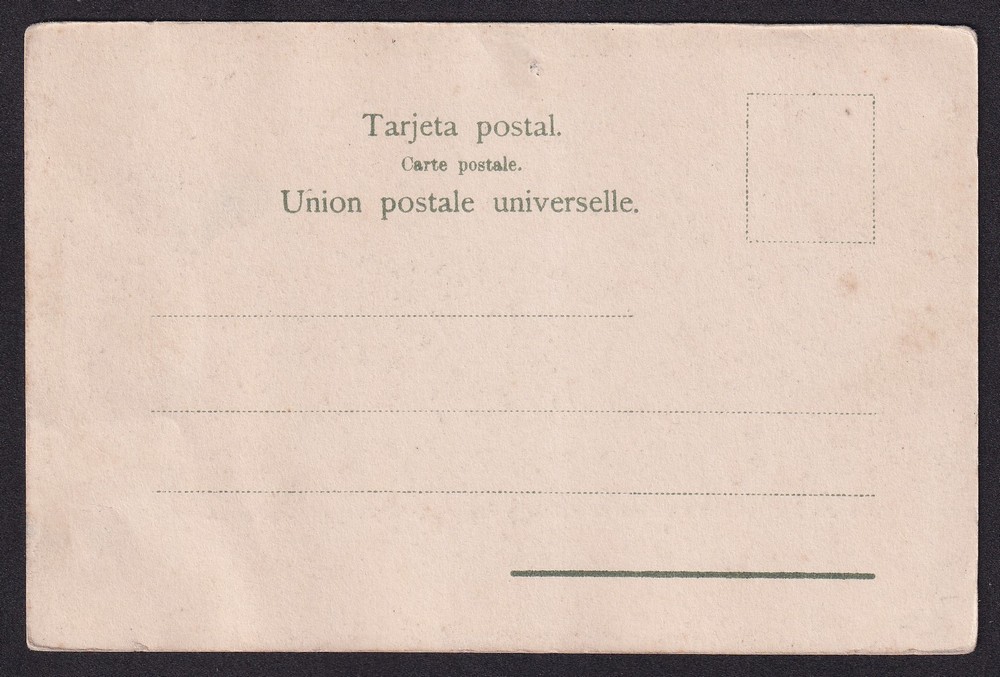 Tarjeta postal.
Carte postale.
Union postale universelle.